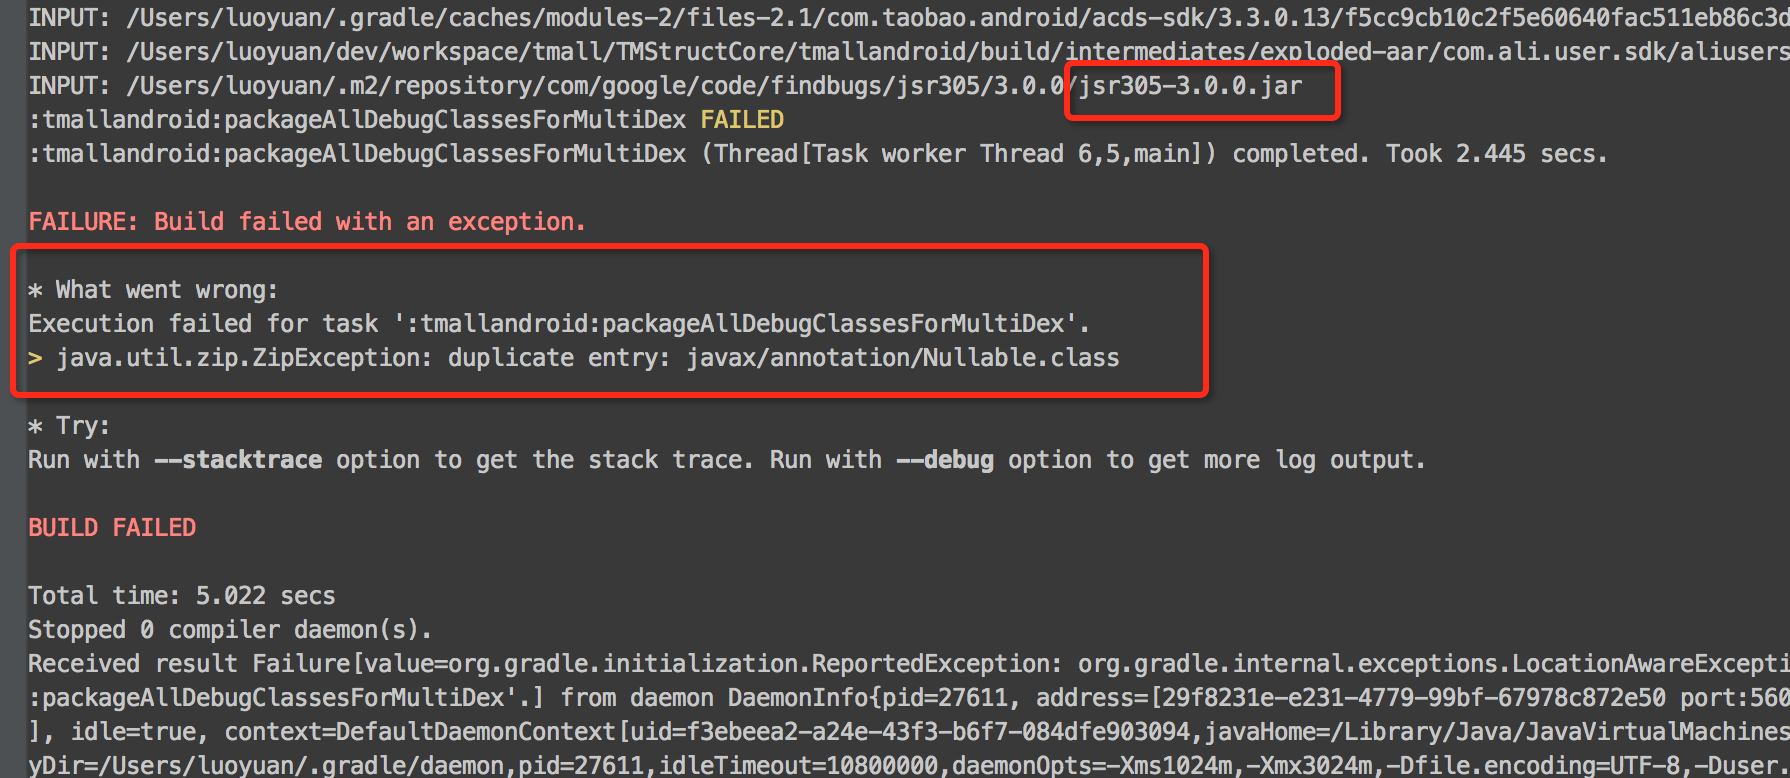 INPUT: /Users/luoyuan/.gradle/caches/modules-2/files-2.1/com.taobao.android/acds-sdk/3.3.0.13/f5cc9cb10c2f5e60640fac511eb86c3d
INPUT: /Users/luoyuan/dev/workspace/tmall/TMStructCore/tmallandroid/build/intermediates/exploded-aar/com.ali.user.sdk/aliusers
INPUT: /Users/luoyuan/.m2/repository/com/google/code/findbugs/jsr305/3.0.0/jsr305-3.0.0.jar
:tmallandroid:packageAllDebugClassesForMultiDex FAILED
:tmallandroid:packageAllDebugClassesForMultiDex (Thread[Task worker Thread 6,5,main]) completed. Took 2.445 secs.
FAILURE: Build failed with an exception.
* What went wrong:
Execution failed for task ':tmallandroid:packageAllDebugClassesForMultiDex'.
> java.util.zip.ZipException: duplicate entry: javax/annotation/Nullable.class
* Try:
Run with --stacktrace option to get the stack trace. Run with --debug option to get more log output.
BUILD FAILED
Total time: 5.022 secs
Stopped 0 compiler daemon(s).
Received result Failure[value=org.gradle.initialization.ReportedException: org.gradle.internal.exceptions.LocationAwareExcepti
:packageAllDebugClassesForMultiDex'.] from daemon DaemonInfo{pid=27611, address=[29f8231e-e231-4779-99bf-67978c872e50 port:560
], idle=true, context=DefaultDaemonContext[uid=f3ebeea2-a24e-43f3-b6f7-084dfe903094,javaHome=/Library/Java/JavaVirtualMachines
yDir=/Users/luoyuan/.gradle/daemon,pid=27611,idleTimeout=10800000,daemonOpts=-Xms1024m,-Xmx3024m,-Dfile.encoding=UTF-8,-Duser.